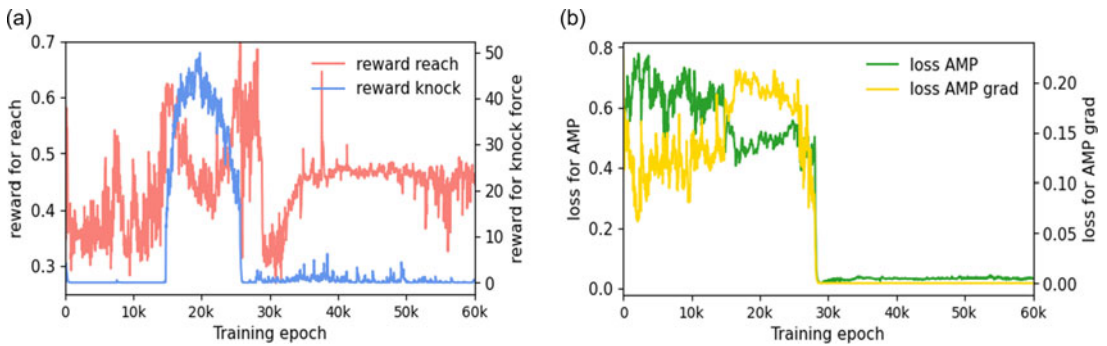 (a)
0.7
0.6
0.5
0.4
0.3
reward for reach
reward reach
reward knock
50
40
30
20
10
0
reward for knock force
0
10k
20k
30k
40k
50k
60k
Training epoch
(b)
0.8
0.6
0.4
0.2
0.0
loss for AMP
loss AMP
loss AMP grad
0.20
0.15
0.10
0.05
0.00
loss for AMP grad
0
10k
20k
30k
40k
50k
60k
Training epoch